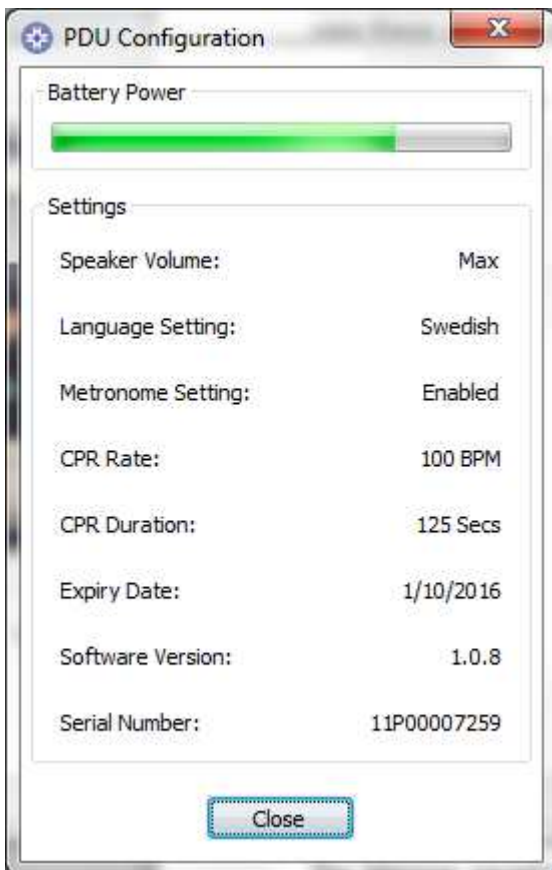 PDU Configuration
Battery Power
Settings
Speaker Volume: Max
Language Setting: Swedish
Metronome Setting: Enabled
CPR Rate: 100 BPM
CPR Duration: 125 Secs
Expiry Date: 1/10/2016
Software Version: 1.0.8
Serial Number: 11P00007259
Close